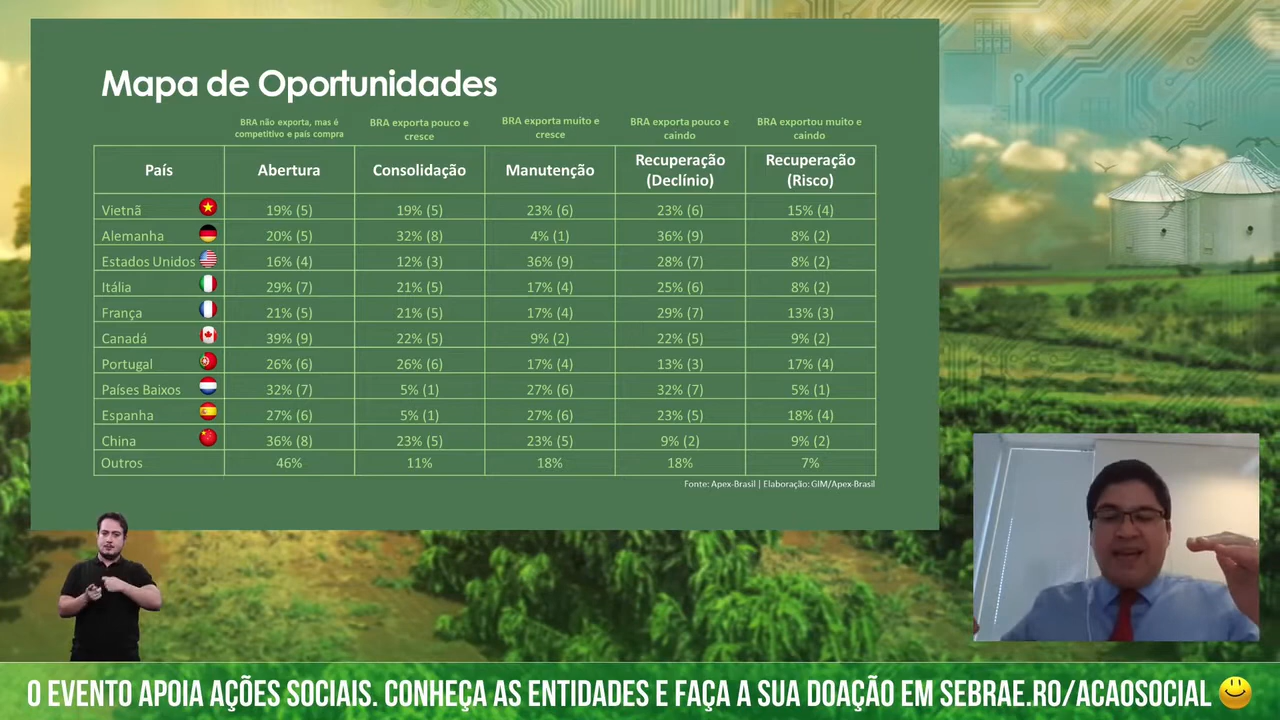 Mapa de Oportunidades
BRA não exporta, mas é
competitivo e país compra
BRA exporta pouco e
cresce
BRA exporta muito e
cresce
BRA exporta pouco e
caindo
BRA exportou muito e
caindo
País Abertura Consolidação Manutenção Recuperação (Declínio) Recuperação (Risco)
Vietnã 19% (5) 19% (5) 23% (6) 23% (6) 15% (4)
Alemanha 20% (5) 32% (8) 4% (1) 36% (9) 8% (2)
Estados Unidos 16% (4) 12% (3) 36% (9) 28% (7) 8% (2)
Itália 29% (7) 21% (5) 17% (4) 25% (6) 8% (2)
França 21% (5) 21% (5) 17% (4) 29% (7) 13% (3)
Canadá 39% (9) 22% (5) 9% (2) 22% (5) 9% (2)
Portugal 26% (6) 26% (6) 17% (4) 13% (3) 17% (4)
Países Baixos 32% (7) 5% (1) 27% (6) 32% (7) 5% (1)
Espanha 27% (6) 5% (1) 27% (6) 23% (5) 18% (4)
China 36% (8) 23% (5) 23% (5) 9% (2) 9% (2)
Outros 46% 11% 18% 18% 7%
Fonte: Apex-Brasil | Elaboração: GIM/Apex-Brasil
O EVENTO APOIA AÇÕES SOCIAIS. CONHEÇA AS ENTIDADES E FAÇA A SUA DOAÇÃO EM SEBRAE.RO/ACAOSOCIAL